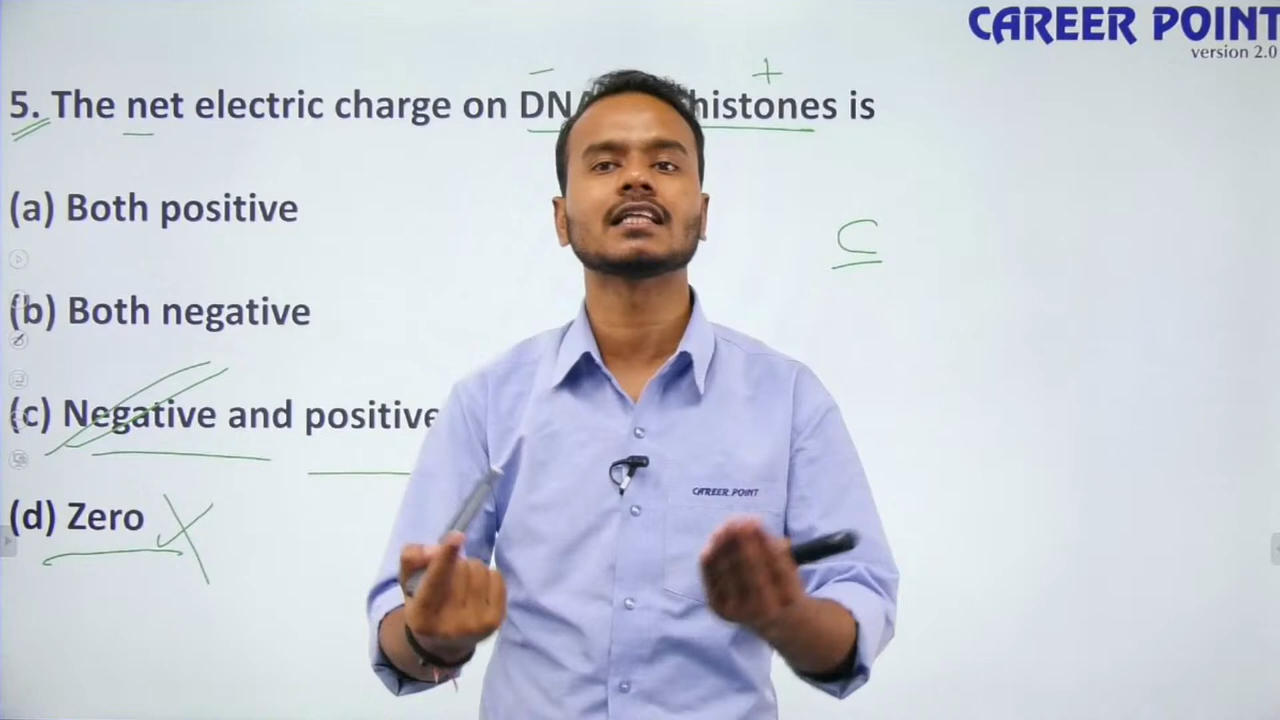 CAREER POINT
version 2.0
− +
5. The net electric charge on DNA histones is
(a) Both positive
C
(b) Both negative
(c) Negative and positive
(d) Zero
CAREER POINT